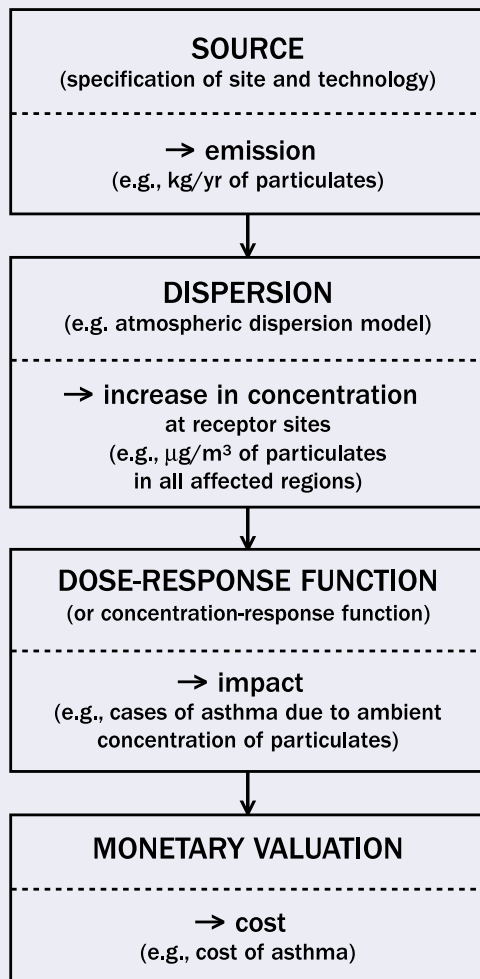 SOURCE
(specification of site and technology)
→ emission
(e.g., kg/yr of particulates)
DISPERSION
(e.g. atmospheric dispersion model)
→ increase in concentration
at receptor sites
(e.g., µg/m³ of particulates
in all affected regions)
DOSE-RESPONSE FUNCTION
(or concentration-response function)
→ impact
(e.g., cases of asthma due to ambient
concentration of particulates)
MONETARY VALUATION
→ cost
(e.g., cost of asthma)